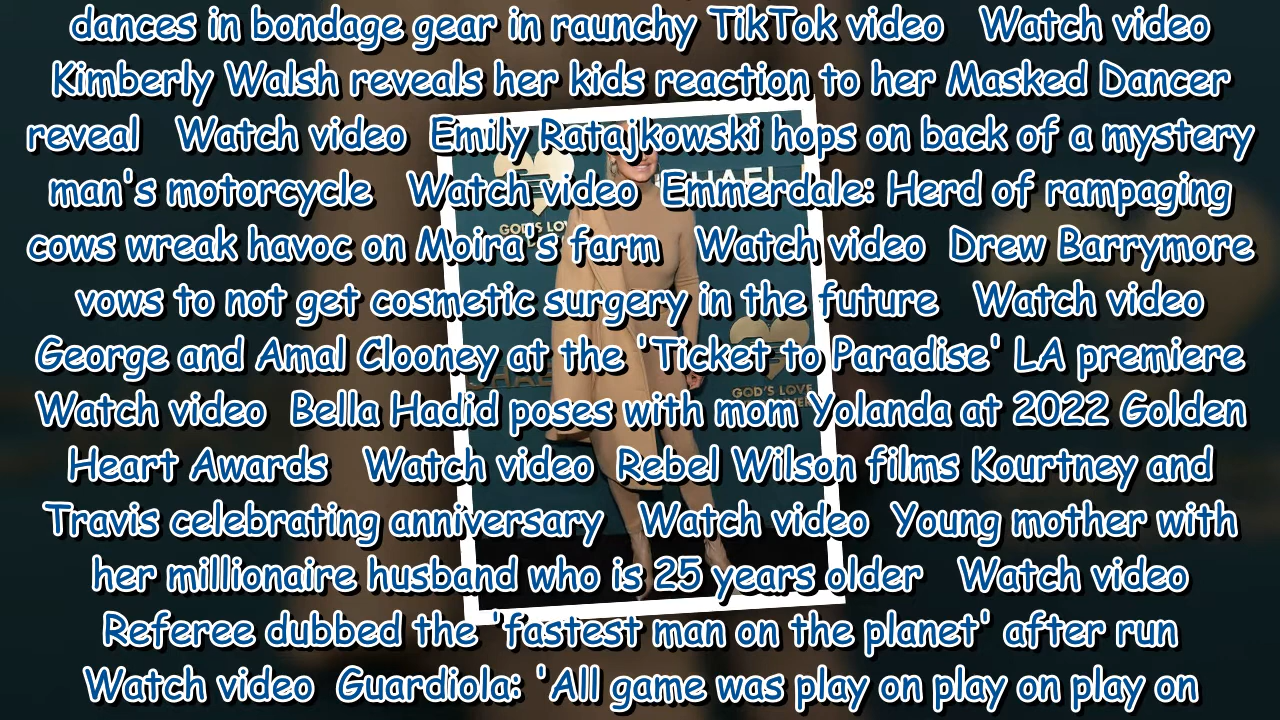 dances in bondage gear in raunchy TikTok video Watch video
Kimberly Walsh reveals her kids reaction to her Masked Dancer
reveal Watch video Emily Ratajkowski hops on back of a mystery
man's motorcycle Watch video Emmerdale: Herd of rampaging
cows wreak havoc on Moira's farm Watch video Drew Barrymore
vows to not get cosmetic surgery in the future Watch video
George and Amal Clooney at the 'Ticket to Paradise' LA premiere
Watch video Bella Hadid poses with mom Yolanda at 2022 Golden
Heart Awards Watch video Rebel Wilson films Kourtney and
Travis celebrating anniversary Watch video Young mother with
her millionaire husband who is 25 years older Watch video
Referee dubbed the 'fastest man on the planet' after run
Watch video Guardiola: 'All game was play on play on play on
GOD'S LOVE